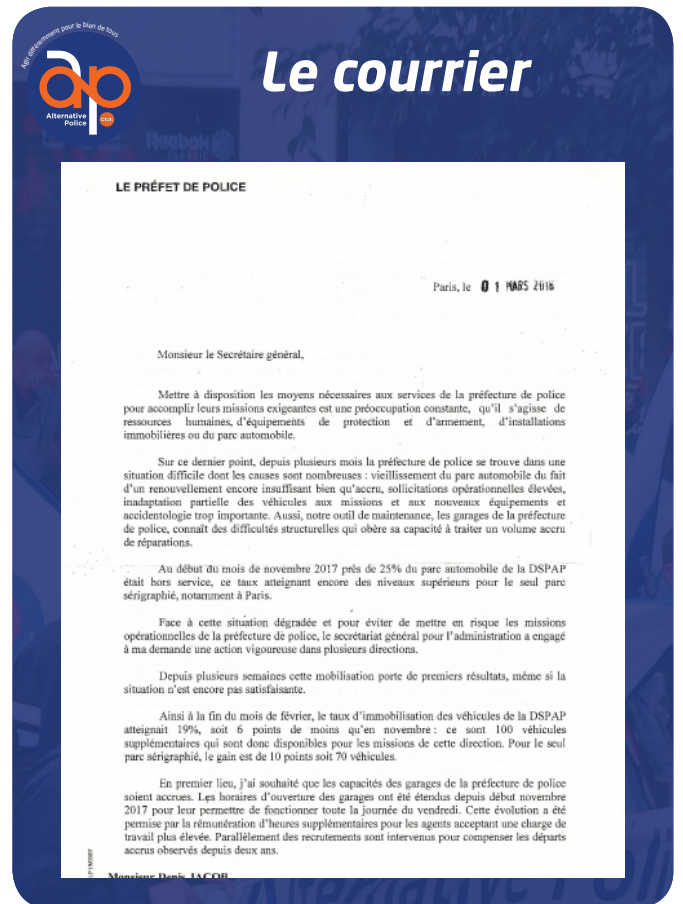 Agir différemment pour le bien de tous
Alternative
Police
CFDT
Le courrier
Reebok
CLASSIC
LE PRÉFET DE POLICE
Paris, le 01 MARS 2018
Monsieur le Secrétaire général,
Mettre à disposition les moyens nécessaires aux services de la préfecture de police
pour accomplir leurs missions exigeantes est une préoccupation constante, qu'il s'agisse de
ressources humaines, d'équipements de protection et d'armement, d'installations
immobilières ou du parc automobile.
Sur ce dernier point, depuis plusieurs mois la préfecture de police se trouve dans une
situation difficile dont les causes sont nombreuses : vieillissement du parc automobile du fait
d'un renouvellement encore insuffisant bien qu'accru, sollicitations opérationnelles élevées,
inadaptation partielle des véhicules aux missions et aux nouveaux équipements et
accidentologie trop importante. Aussi, notre outil de maintenance, les garages de la préfecture
de police, connaît des difficultés structurelles qui obère sa capacité à traiter un volume accru
de réparations.
Au début du mois de novembre 2017 près de 25% du parc automobile de la DSPAP
était hors service, ce taux atteignant encore des niveaux supérieurs pour le seul parc
sérigraphié, notamment à Paris.
Face à cette situation dégradée et pour éviter de mettre en risque les missions
opérationnelles de la préfecture de police, le secrétariat général pour l'administration a engagé
à ma demande une action vigoureuse dans plusieurs directions.
Depuis plusieurs semaines cette mobilisation porte de premiers résultats, même si la
situation n'est encore pas satisfaisante.
Ainsi à la fin du mois de février, le taux d'immobilisation des véhicules de la DSPAP
atteignait 19%, soit 6 points de moins qu'en novembre : ce sont 100 véhicules
supplémentaires qui sont donc disponibles pour les missions de cette direction. Pour le seul
parc sérigraphié, le gain est de 10 points soit 70 véhicules.
En premier lieu, j'ai souhaité que les capacités des garages de la préfecture de police
soient accrues. Les horaires d'ouverture des garages ont été étendus depuis début novembre
2017 pour leur permettre de fonctionner toute la journée du vendredi. Cette évolution a été
permise par la rémunération d'heures supplémentaires pour les agents acceptant une charge de
travail plus élevée. Parallèlement des recrutements sont intervenus pour compenser les départs
accrus observés depuis deux ans.
Monsieur Denis JACOB
Alternative Poli